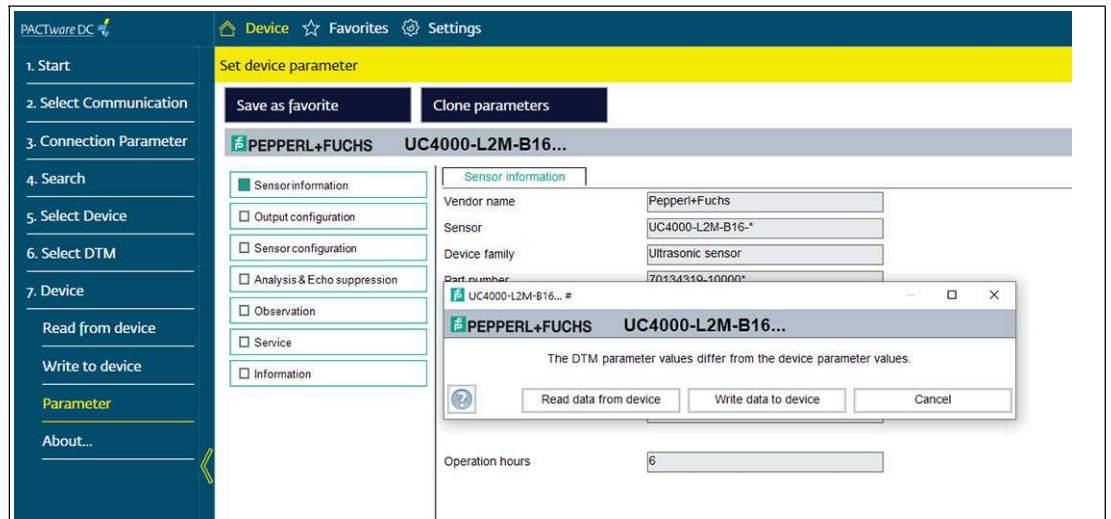 PACTware DC
Device Favorites Settings
1. Start
2. Select Communication
3. Connection Parameter
4. Search
5. Select Device
6. Select DTM
7. Device
Read from device
Write to device
Parameter
About...
Set device parameter
Save as favorite Clone parameters
PEPPERL+FUCHS UC4000-L2M-B16...
Sensorinformation
Output configuration
Sensor configuration
Analysis & Echo suppression
Observation
Service
Information
Sensor information
Vendor name Pepperl+Fuchs
Sensor UC4000-L2M-B16-*
Device family Ultrasonic sensor
Part number 70134319-10000*
UC4000-L2M-B16... #
PEPPERL+FUCHS UC4000-L2M-B16...
The DTM parameter values differ from the device parameter values.
Read data from device Write data to device Cancel
Operation hours 6